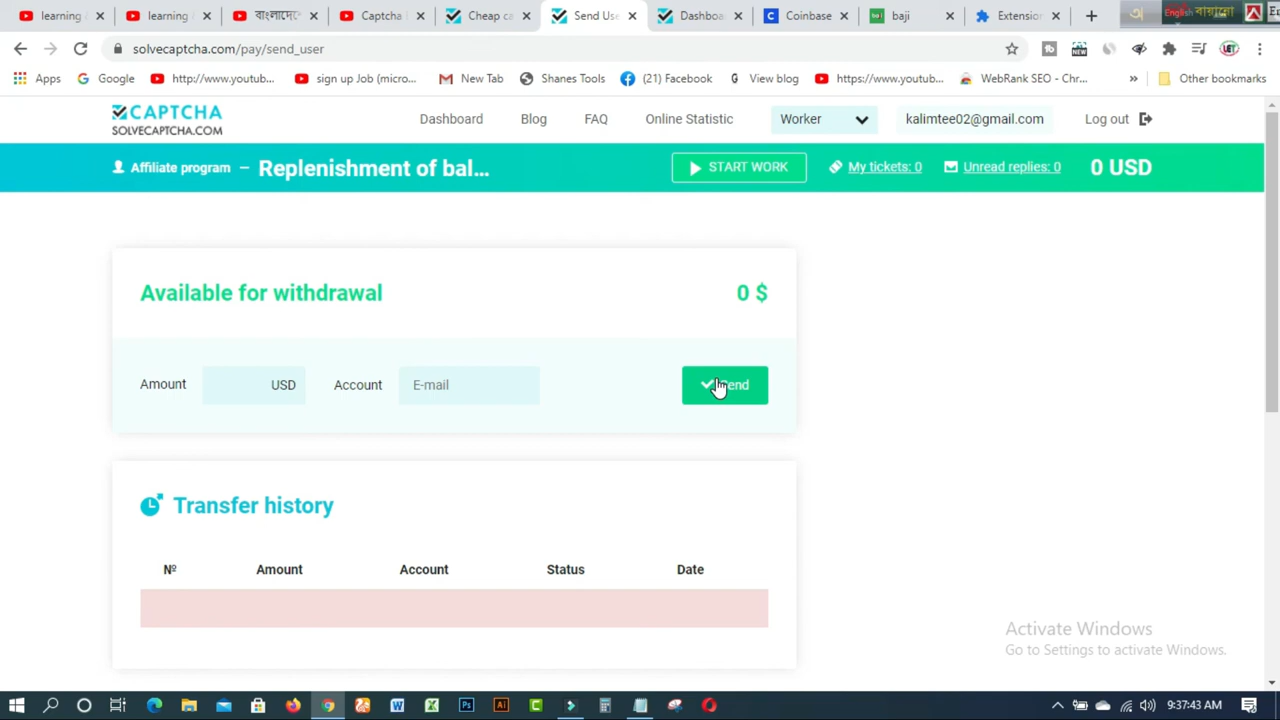 learning
learning
বাংলাদে
Captcha
Cheap
Send Use
Dashboa
Coinbase
baji
Extension
English
বায়ান্নো
solvecaptcha.com/pay/send_user
Apps Google http://www.youtub... sign up Job (micro... New Tab Shanes Tools (21) Facebook View blog https://www.youtub... WebRank SEO - Chr... » Other bookmarks
CAPTCHA
SOLVECAPTCHA.COM
Dashboard Blog FAQ Online Statistic Worker kalimtee02@gmail.com Log out
Affiliate program – Replenishment of bal... START WORK My tickets: 0 Unread replies: 0 0 USD
Available for withdrawal 0 $
Amount USD Account E-mail Send
Transfer history
№ Amount Account Status Date
Activate Windows
Go to Settings to activate Windows.
9:37:43 AM